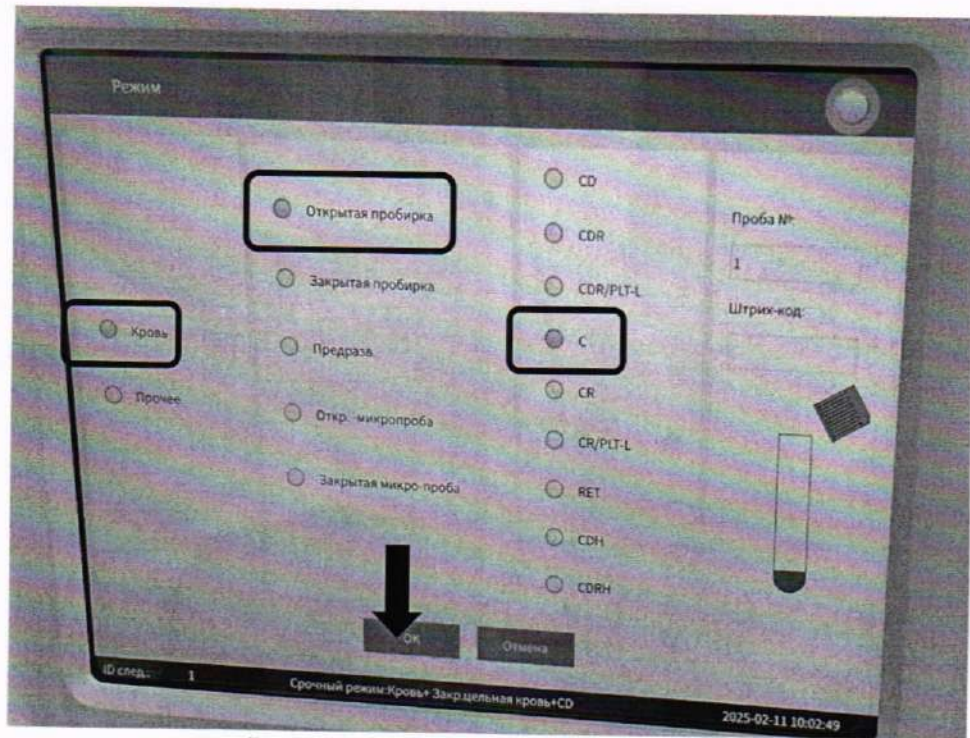 Режим
Кровь
Прочее
Открытая пробирка
Закрытая пробирка
Предразв.
Откр. -микропроба
Закрытая микро-проба
CD
CDR
CDR/PLT-L
C
CR
CR/PLT-L
RET
CDH
CDRH
Проба №:
1
Штрих-код:
ОК
Отмена
ID след.: 1
Срочный режим:Кровь+ Закр.цельная кровь+CD
2025-02-11 10:02:49